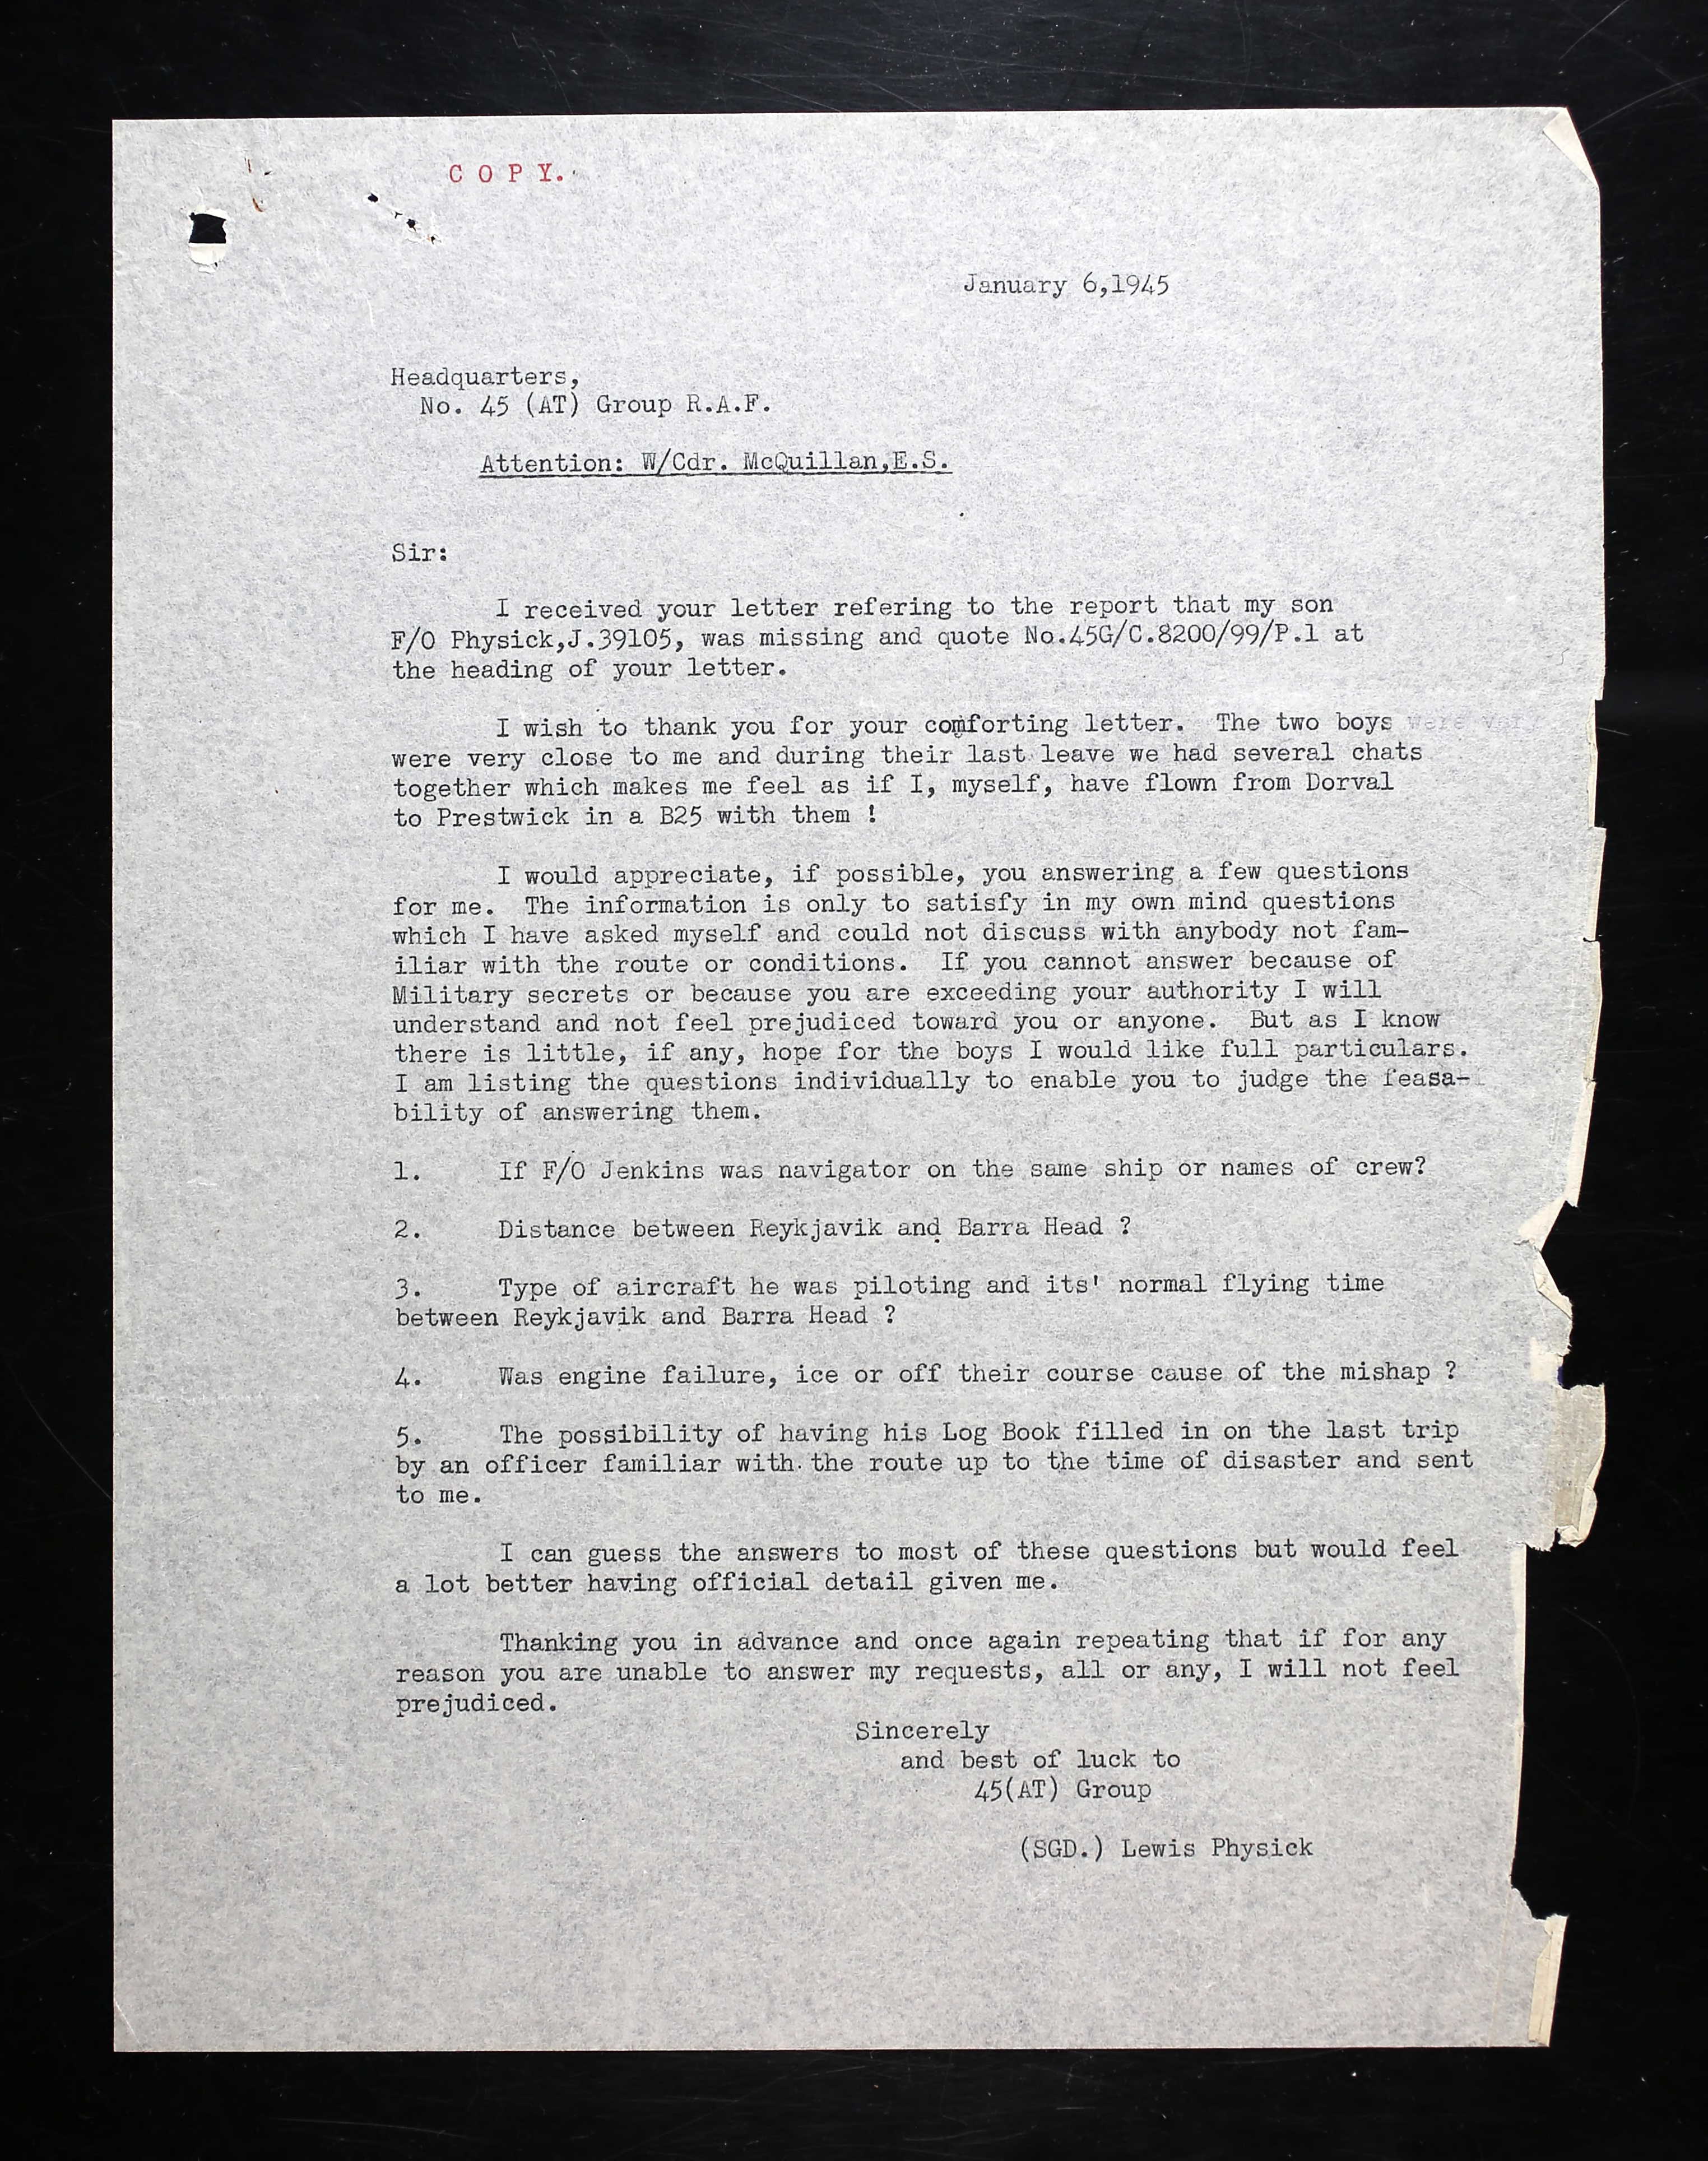 COPY.
January 6,1945
Headquarters,
No. 45 (AT) Group R.A.F.
Attention: W/Cdr. McQuillan,E.S.
Sir:
I received your letter refering to the report that my son
F/O Physick,J.39105, was missing and quote No.45G/C.8200/99/P.1 at
the heading of your letter.
I wish to thank you for your comforting letter. The two boys were very
were very close to me and during their last leave we had several chats
together which makes me feel as if I, myself, have flown from Dorval
to Prestwick in a B25 with them !
I would appreciate, if possible, you answering a few questions
for me. The information is only to satisfy in my own mind questions
which I have asked myself and could not discuss with anybody not fam-
iliar with the route or conditions. If you cannot answer because of
Military secrets or because you are exceeding your authority I will
understand and not feel prejudiced toward you or anyone. But as I know
there is little, if any, hope for the boys I would like full particulars.
I am listing the questions individually to enable you to judge the feasa-
bility of answering them.
1. If F/O Jenkins was navigator on the same ship or names of crew?
2. Distance between Reykjavik and Barra Head ?
3. Type of aircraft he was piloting and its' normal flying time
between Reykjavik and Barra Head ?
4. Was engine failure, ice or off their course cause of the mishap ?
5. The possibility of having his Log Book filled in on the last trip
by an officer familiar with the route up to the time of disaster and sent
to me.
I can guess the answers to most of these questions but would feel
a lot better having official detail given me.
Thanking you in advance and once again repeating that if for any
reason you are unable to answer my requests, all or any, I will not feel
prejudiced.
Sincerely
and best of luck to
45(AT) Group
(SGD.) Lewis Physick